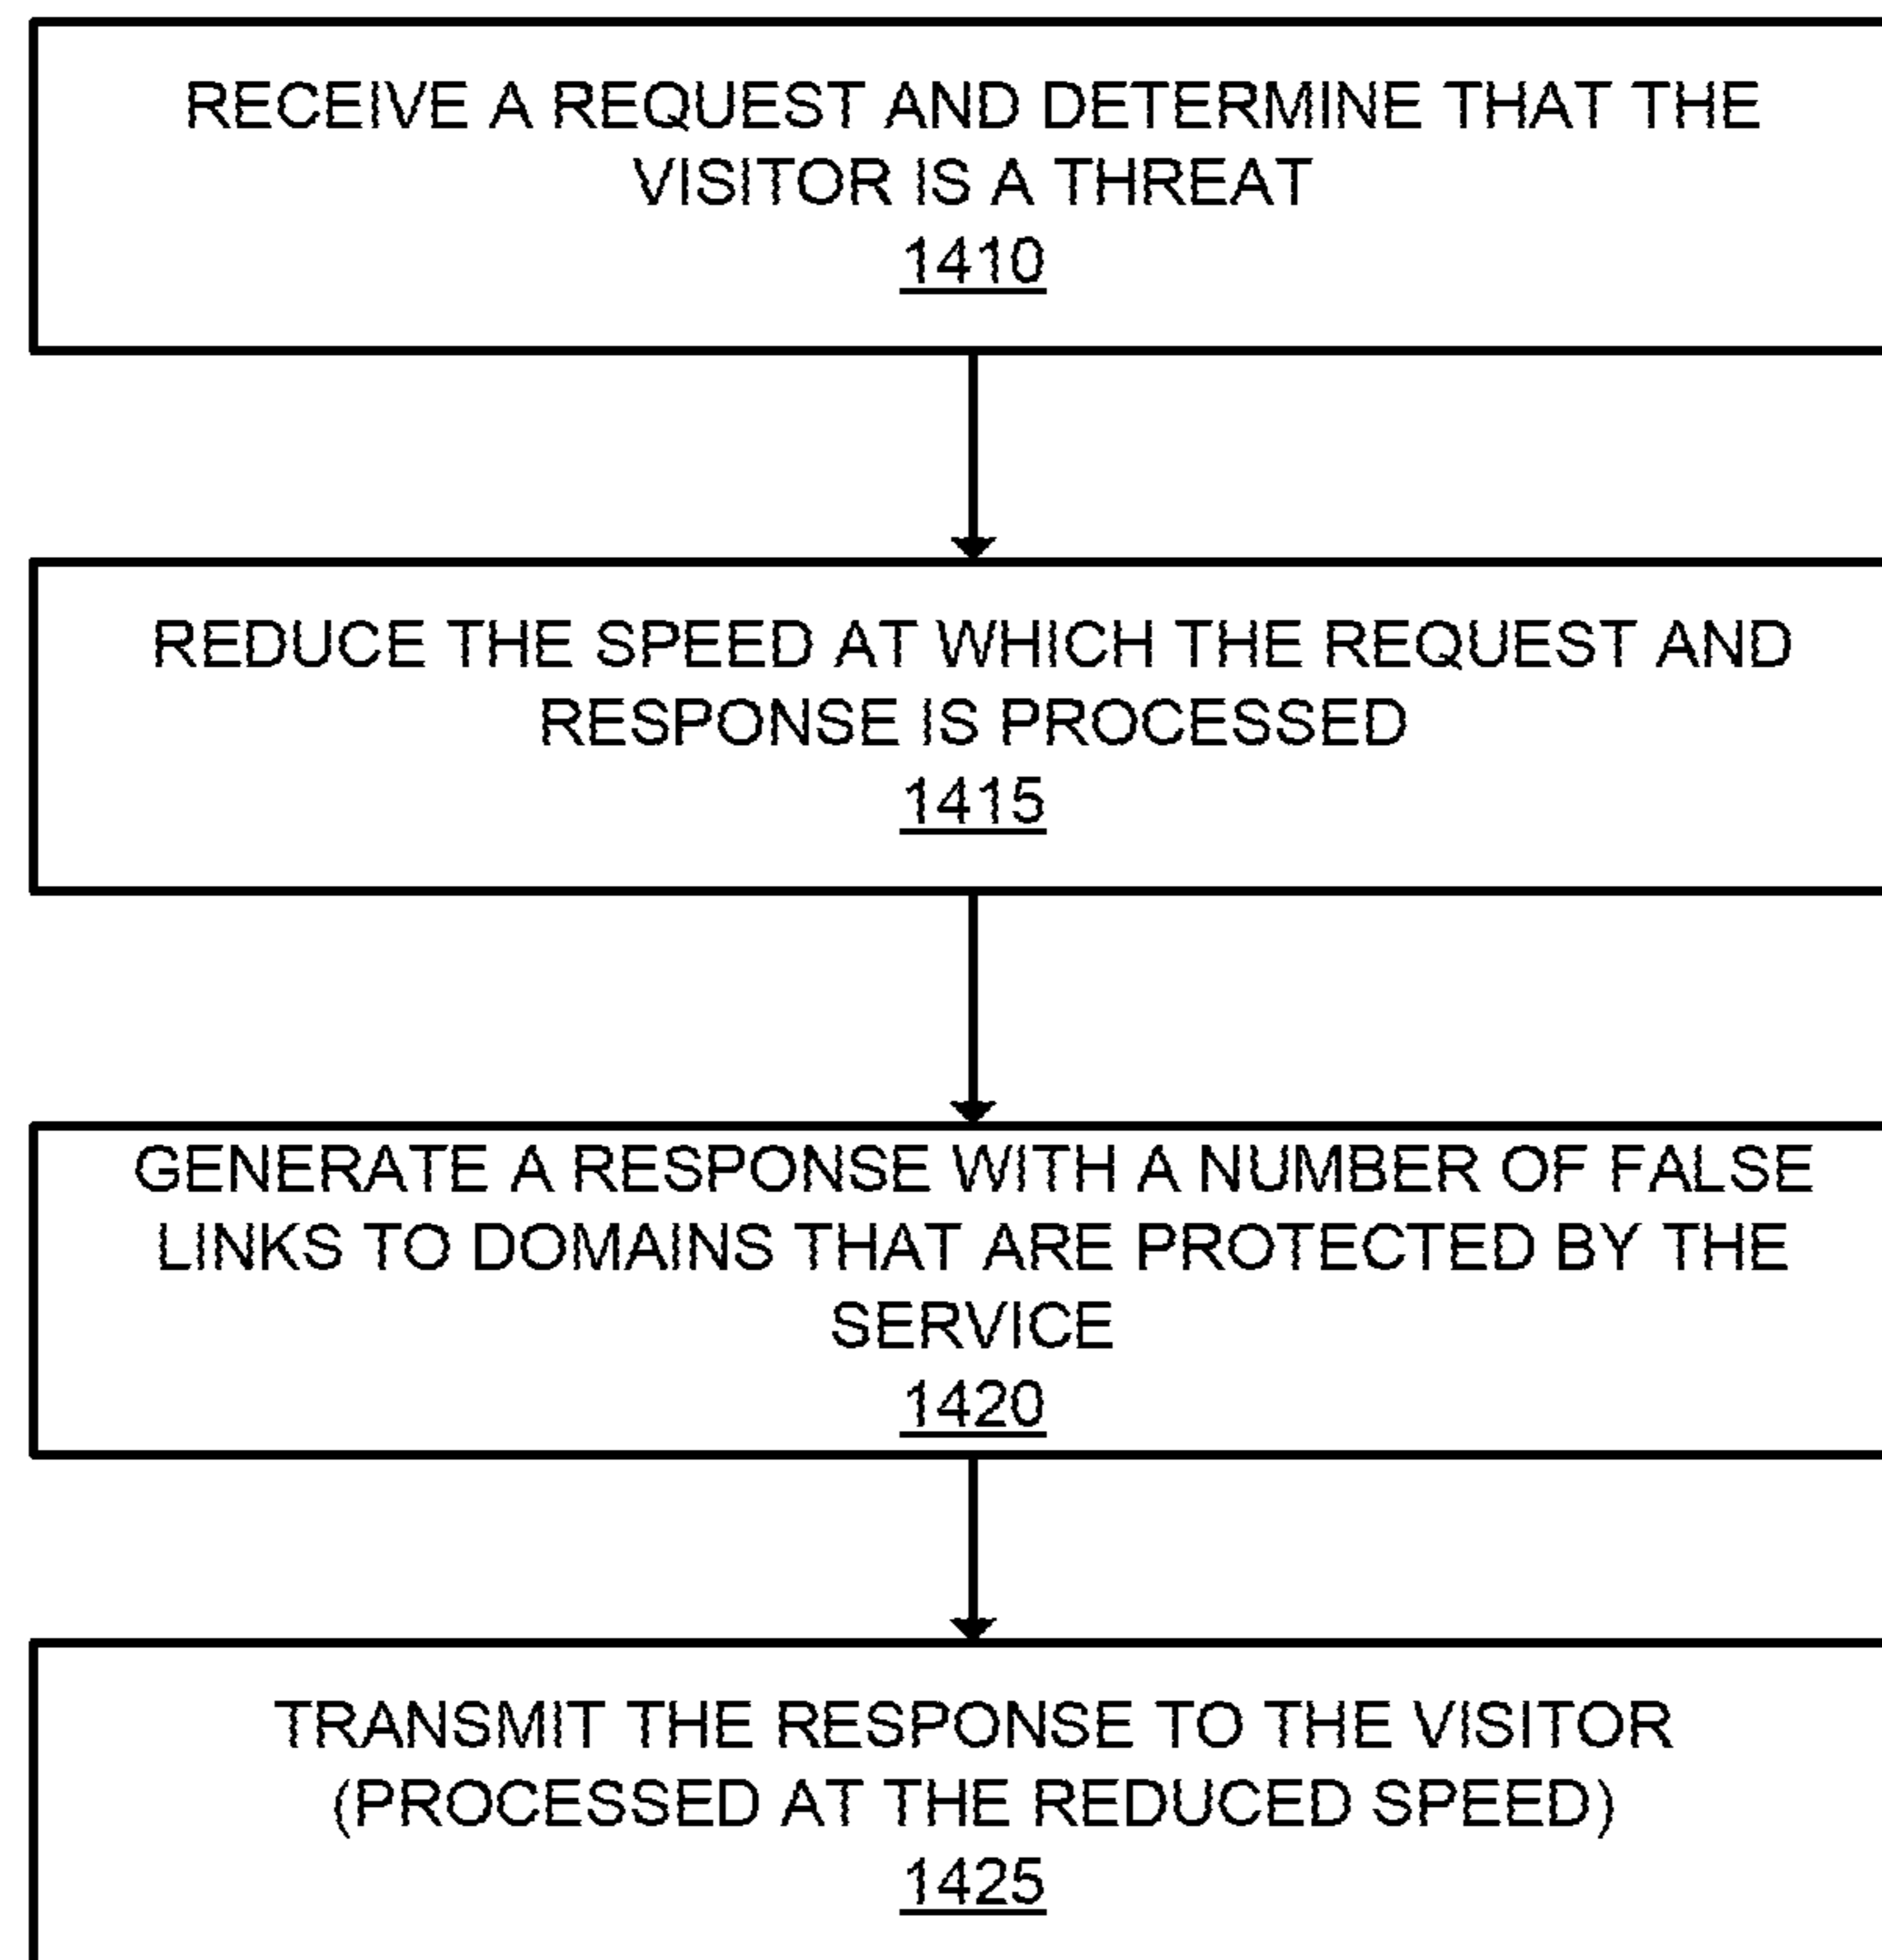 RECEIVE A REQUEST AND DETERMINE THAT THE
VISITOR IS A THREAT
1410
REDUCE THE SPEED AT WHICH THE REQUEST AND
RESPONSE IS PROCESSED
1415
GENERATE A RESPONSE WITH A NUMBER OF FALSE
LINKS TO DOMAINS THAT ARE PROTECTED BY THE
SERVICE
1420
TRANSMIT THE RESPONSE TO THE VISITOR
(PROCESSED AT THE REDUCED SPEED)
1425